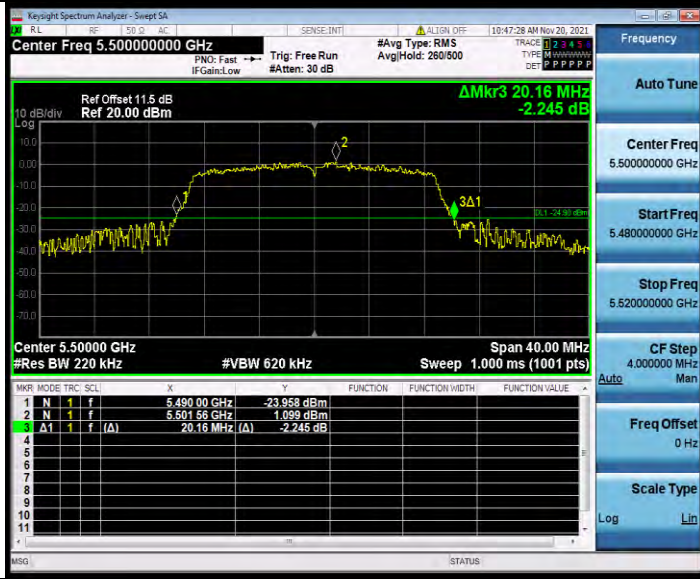 Keysight Spectrum Analyzer - Swept SA
RL RF 50 Ω AC SENSE:INT ALIGN OFF 10:47:28 AM Nov 20, 2021
Center Freq 5.500000000 GHz
#Avg Type: RMS
TRACE 1 2 3 4 5 6
PNO: Fast Trig: Free Run Avg|Hold: 260/500
TYPE M WWWWW
IFGain:Low #Atten: 30 dB
DET P P P P P P
Ref Offset 11.5 dB
ΔMkr3 20.16 MHz
10 dB/div Ref 20.00 dBm
-2.245 dB
Log
10.0
0.00
-10.0
-20.0
-30.0
-40.0
-50.0
-60.0
-70.0
1
2
3Δ1
DL1 -24.90 dBm
Center 5.50000 GHz
Span 40.00 MHz
#Res BW 220 kHz #VBW 620 kHz Sweep 1.000 ms (1001 pts)
MKR MODE TRC SCL X Y FUNCTION FUNCTION WIDTH FUNCTION VALUE
1 N 1 f 5.490 00 GHz -23.958 dBm
2 N 1 f 5.501 56 GHz 1.099 dBm
3 Δ1 1 f (Δ) 20.16 MHz (Δ) -2.245 dB
4
5
6
7
8
9
10
11
MSG STATUS
Frequency
Auto Tune
Center Freq
5.500000000 GHz
Start Freq
5.480000000 GHz
Stop Freq
5.520000000 GHz
CF Step
4.000000 MHz
Auto Man
Freq Offset
0 Hz
Scale Type
Log Lin